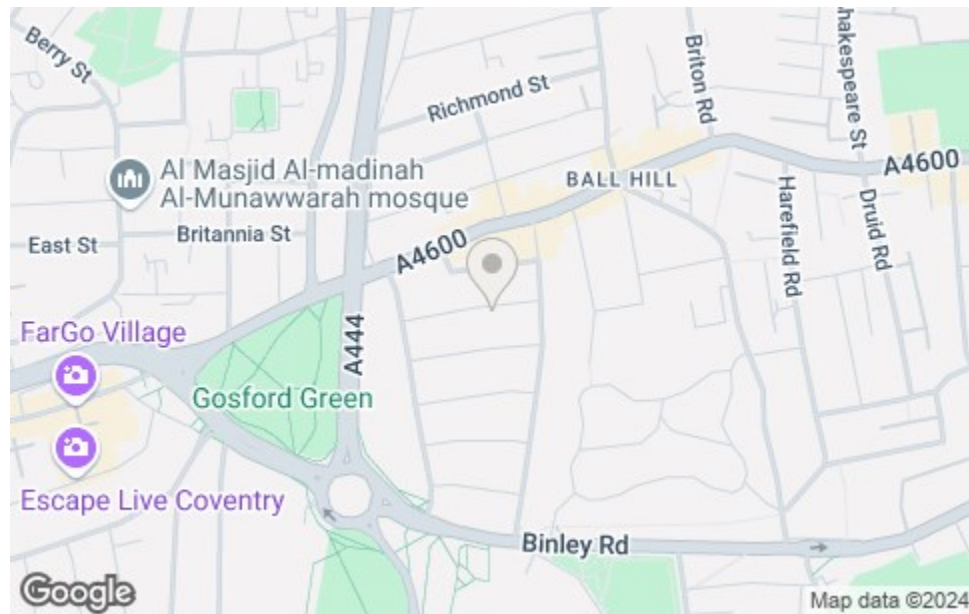 Berry St
Richmond St
Briton Rd
Shakespeare St
Al Masjid Al-madinah
Al-Munawwarah mosque
BALL HILL
A4600
East St
Britannia St
A4600
Harefield Rd
Druid Rd
FarGo Village
A444
Gosford Green
Escape Live Coventry
Binley Rd
Google
Map data ©2024